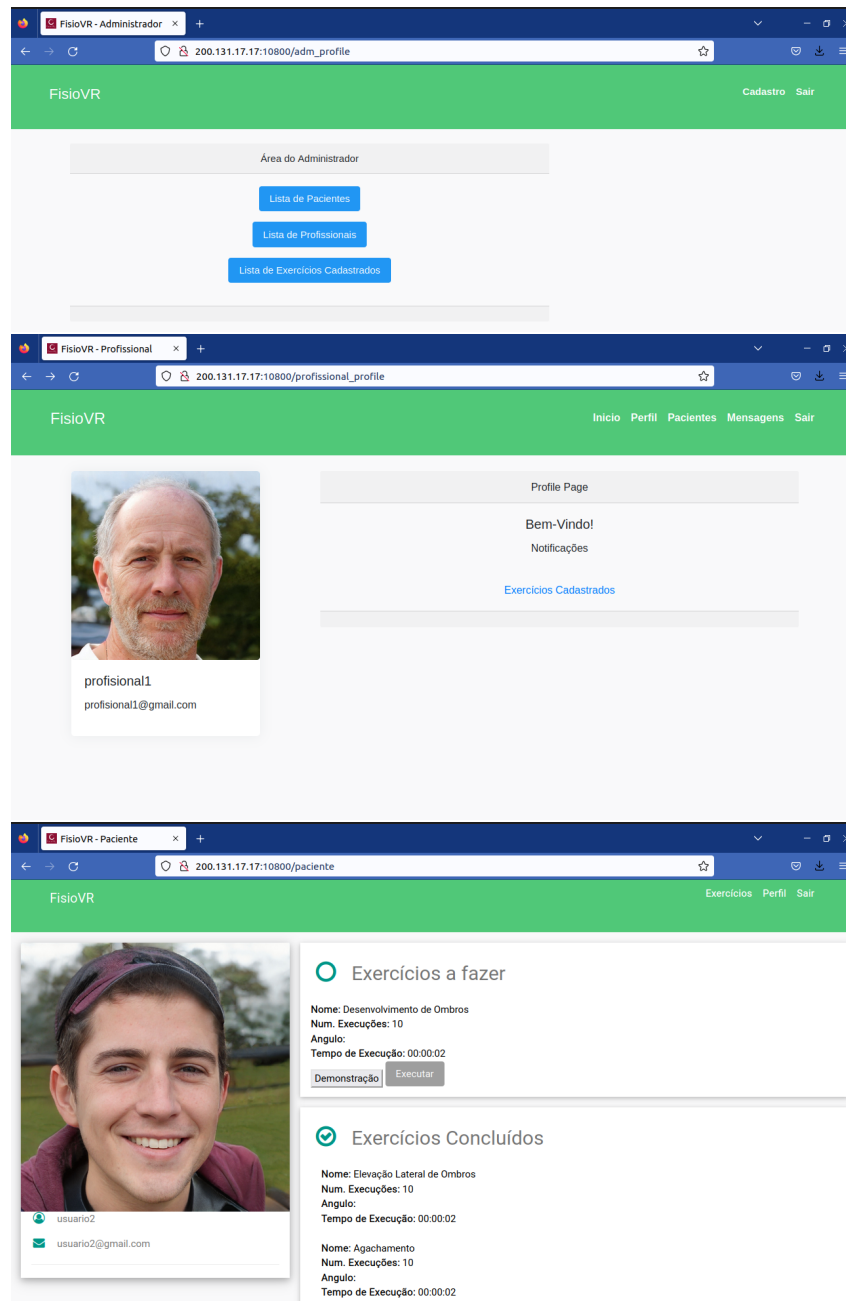 FisioVR - Administrador
200.131.17.17:10800/adm_profile
FisioVR
Cadastro Sair
Área do Administrador
Lista de Pacientes
Lista de Profissionais
Lista de Exercícios Cadastrados
FisioVR - Profissional
200.131.17.17:10800/profissional_profile
FisioVR
Inicio Perfil Pacientes Mensagens Sair
Profile Page
Bem-Vindo!
Notificações
Exercícios Cadastrados
profisional1
profisional1@gmail.com
FisioVR - Paciente
200.131.17.17:10800/paciente
FisioVR
Exercícios Perfil Sair
Exercícios a fazer
Nome: Desenvolvimento de Ombros
Num. Execuções: 10
Angulo:
Tempo de Execução: 00:00:02
Demonstração Executar
Exercícios Concluídos
Nome: Elevação Lateral de Ombros
Num. Execuções: 10
Angulo:
Tempo de Execução: 00:00:02
Nome: Agachamento
Num. Execuções: 10
Angulo:
Tempo de Execução: 00:00:02
usuario2
usuario2@gmail.com